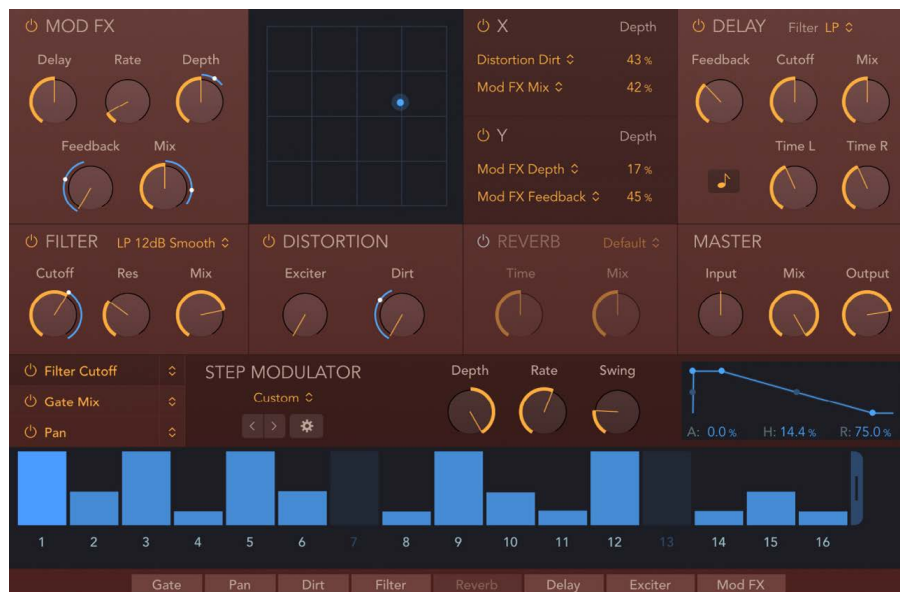 MOD FX
Delay Rate Depth
Feedback Mix
X Depth
Distortion Dirt 43 %
Mod FX Mix 42 %
Y Depth
Mod FX Depth 17 %
Mod FX Feedback 45 %
DELAY Filter LP
Feedback Cutoff Mix
Time L Time R
FILTER LP 12dB Smooth
Cutoff Res Mix
DISTORTION
Exciter Dirt
REVERB Default
Time Mix
MASTER
Input Mix Output
Filter Cutoff
Gate Mix
Pan
STEP MODULATOR
Custom
Depth Rate Swing
A: 0.0 % H: 14.4 % R: 75.0 %
1 2 3 4 5 6 7 8 9 10 11 12 13 14 15 16
Gate Pan Dirt Filter Reverb Delay Exciter Mod FX